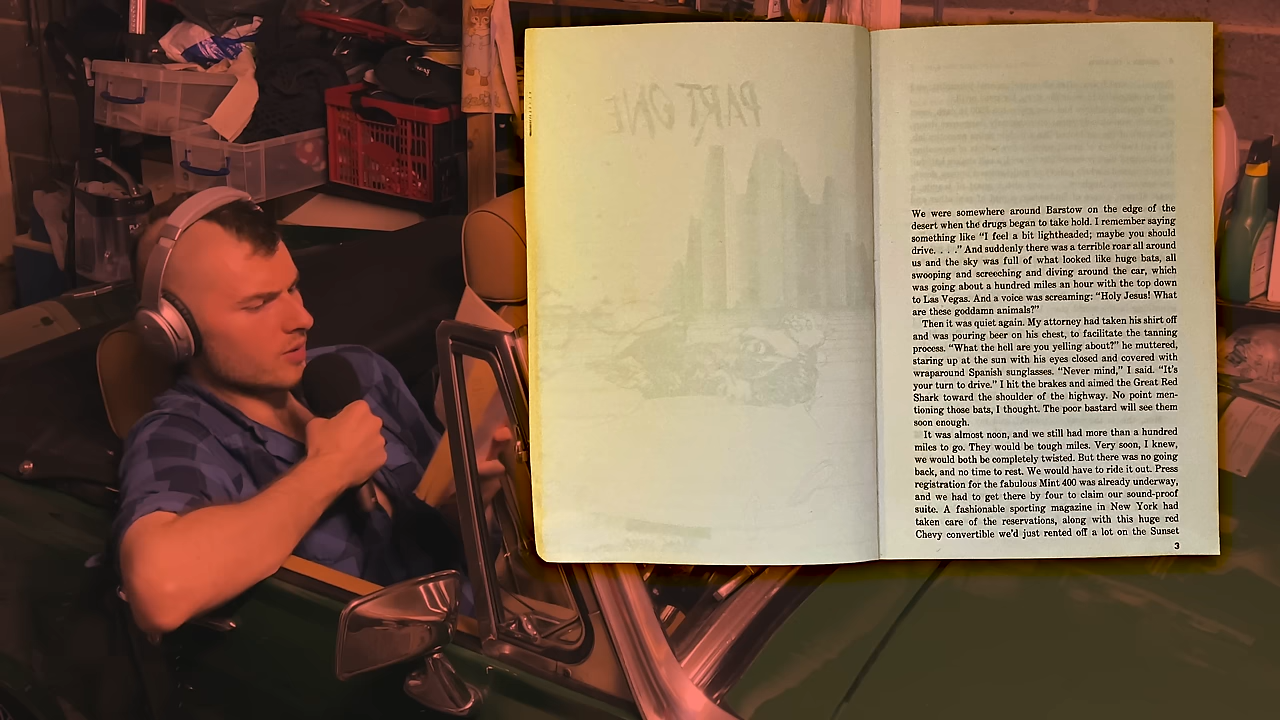 PART ONE
We were somewhere around Barstow on the edge of the
desert when the drugs began to take hold. I remember saying
something like “I feel a bit lightheaded; maybe you should
drive. . . .” And suddenly there was a terrible roar all around
us and the sky was full of what looked like huge bats, all
swooping and screeching and diving around the car, which
was going about a hundred miles an hour with the top down
to Las Vegas. And a voice was screaming: “Holy Jesus! What
are these goddamn animals?”
Then it was quiet again. My attorney had taken his shirt off
and was pouring beer on his chest, to facilitate the tanning
process. “What the hell are you yelling about?” he muttered,
staring up at the sun with his eyes closed and covered with
wraparound Spanish sunglasses. “Never mind,” I said. “It’s
your turn to drive.” I hit the brakes and aimed the Great Red
Shark toward the shoulder of the highway. No point men-
tioning those bats, I thought. The poor bastard will see them
soon enough.
It was almost noon, and we still had more than a hundred
miles to go. They would be tough miles. Very soon, I knew,
we would both be completely twisted. But there was no going
back, and no time to rest. We would have to ride it out. Press
registration for the fabulous Mint 400 was already underway,
and we had to get there by four to claim our sound-proof
suite. A fashionable sporting magazine in New York had
taken care of the reservations, along with this huge red
Chevy convertible we’d just rented off a lot on the Sunset
3